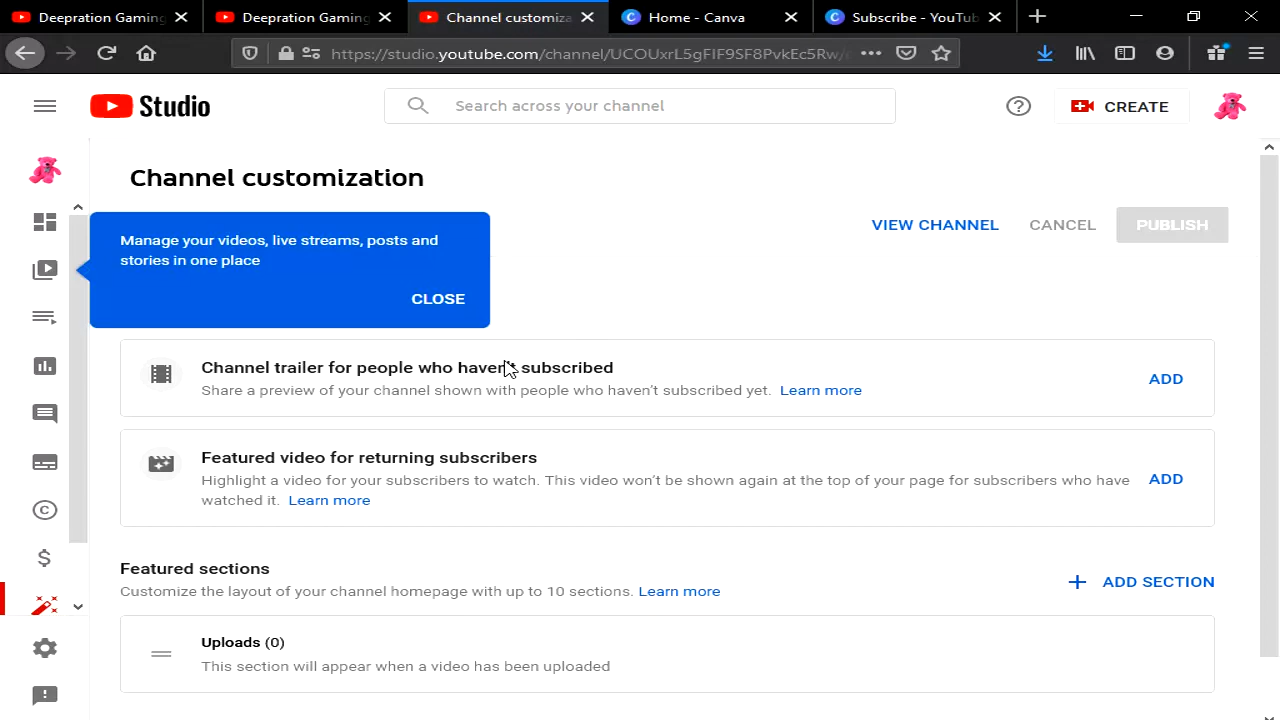 Deepration Gaming
Deepration Gaming
Channel customiza
Home - Canva
Subscribe - YouTub
https://studio.youtube.com/channel/UCOUxrL5gFIF9SF8PvkEc5Rw/
Studio
Search across your channel
CREATE
Channel customization
Manage your videos, live streams, posts and
stories in one place
CLOSE
VIEW CHANNEL
CANCEL
PUBLISH
Channel trailer for people who haven't subscribed
Share a preview of your channel shown with people who haven't subscribed yet. Learn more
ADD
Featured video for returning subscribers
Highlight a video for your subscribers to watch. This video won't be shown again at the top of your page for subscribers who have
watched it. Learn more
ADD
Featured sections
Customize the layout of your channel homepage with up to 10 sections. Learn more
ADD SECTION
Uploads (0)
This section will appear when a video has been uploaded